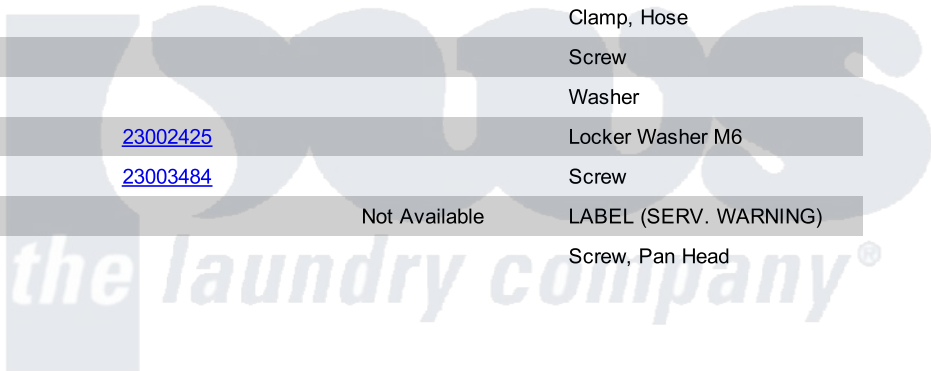 Clamp, Hose
Screw
Washer
23002425 Locker Washer M6
23003484 Screw
Not Available LABEL (SERV. WARNING)
Screw, Pan Head
the laundry company®